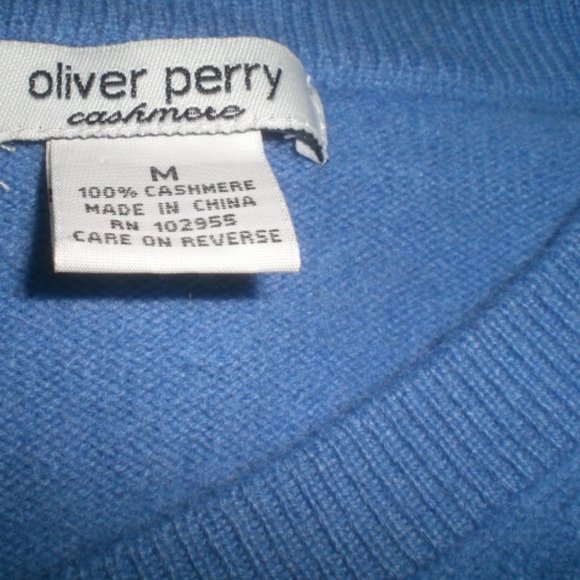 oliver perry
cashmere
M
100% CASHMERE
MADE IN CHINA
RN 102955
CARE ON REVERSE